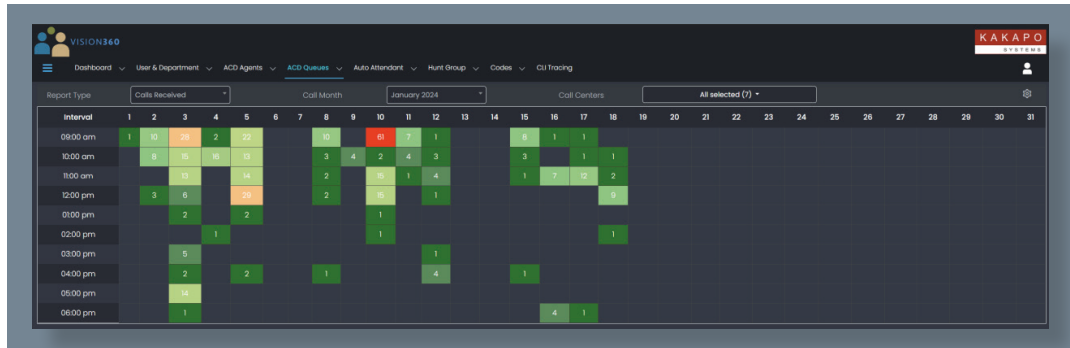 VISION360
KAKAPO
SYSTEMS
Dashboard User & Department ACD Agents ACD Queues Auto Attendant Hunt Group Codes CLI Tracing
Report Type Calls Received Call Month January 2024 Call Centers All selected (7)
Interval 1 2 3 4 5 6 7 8 9 10 11 12 13 14 15 16 17 18 19 20 21 22 23 24 25 26 27 28 29 30 31
09:00 am 1 10 28 2 22 10 61 7 1 6 1 1
10:00 am 8 15 16 13 3 4 2 4 3 3 1 1
11:00 am 13 14 2 15 1 4 1 7 12 2
12:00 pm 3 6 29 2 15 1 9
01:00 pm 2 2 1
02:00 pm 1 1 1
03:00 pm 5 1
04:00 pm 2 2 1 4 1
05:00 pm 14
06:00 pm 1 4 1